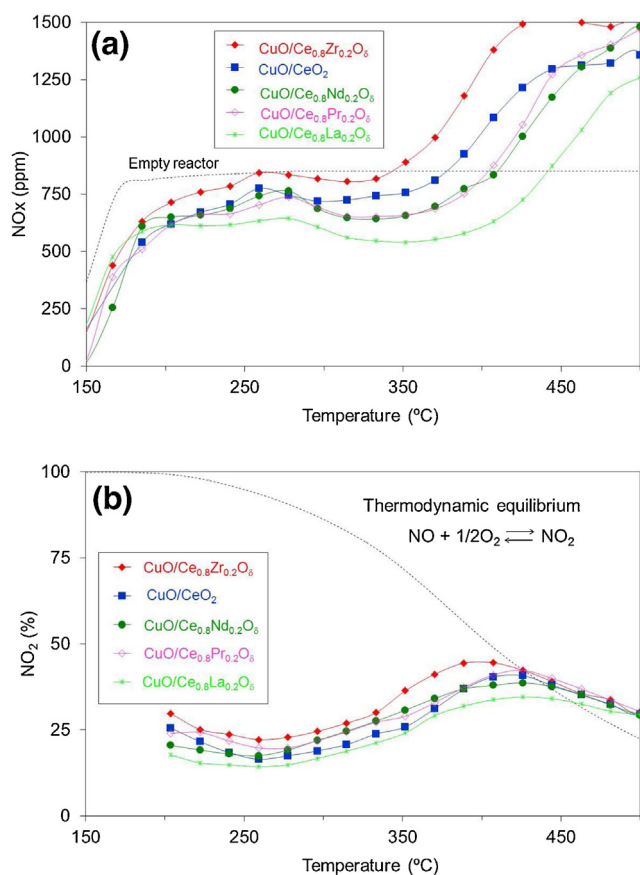 (a)
CuO/Ce₀.₈Zr₀.₂Oδ
CuO/CeO₂
CuO/Ce₀.₈Nd₀.₂Oδ
CuO/Ce₀.₈Pr₀.₂Oδ
CuO/Ce₀.₈La₀.₂Oδ
Empty reactor
NOx (ppm)
1500
1250
1000
750
500
250
0
150
250
350
450
Temperature (ºC)
(b)
Thermodynamic equilibrium
NO + 1/2O₂ ⇌ NO₂
CuO/Ce₀.₈Zr₀.₂Oδ
CuO/CeO₂
CuO/Ce₀.₈Nd₀.₂Oδ
CuO/Ce₀.₈Pr₀.₂Oδ
CuO/Ce₀.₈La₀.₂Oδ
NO₂ (%)
100
75
50
25
0
150
250
350
450
Temperature (ºC)